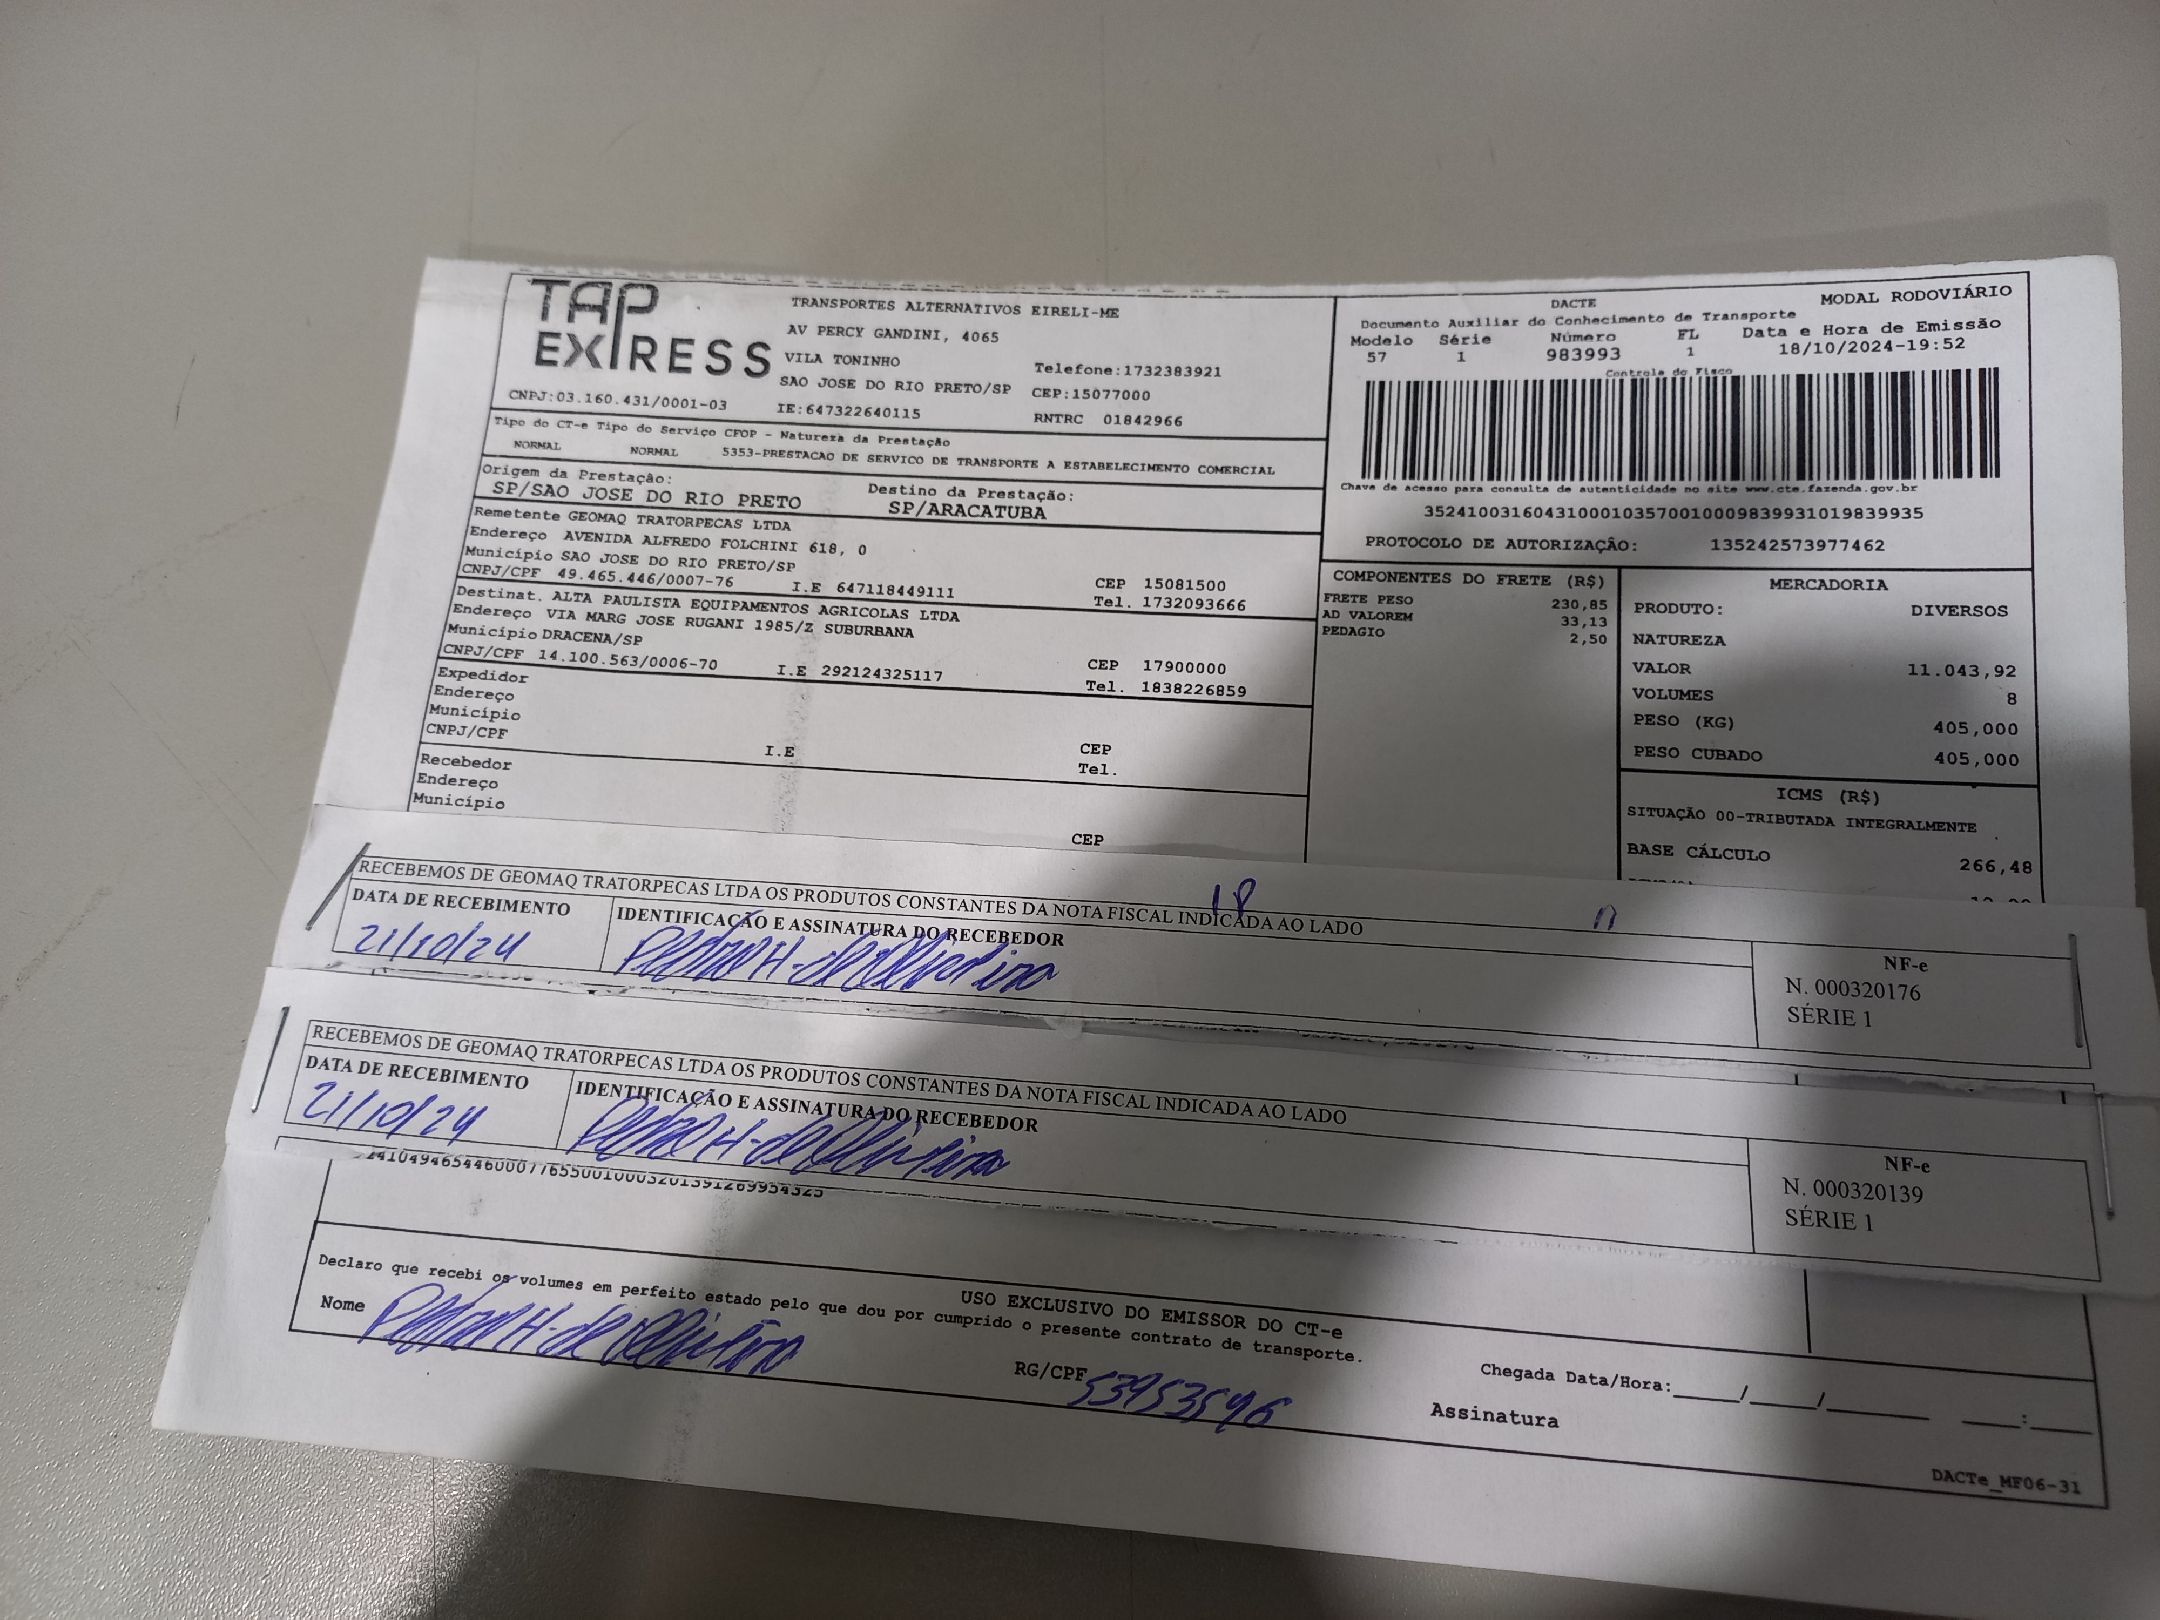 TAP EXPRESS
TRANSPORTES ALTERNATIVOS EIRELI-ME
AV PERCY GANDINI, 4065
VILA TONINHO
Telefone:1732383921
SAO JOSE DO RIO PRETO/SP CEP:15077000
CNPJ:03.160.431/0001-03 IE:647322640115 RNTRC 01842966
DACTE MODAL RODOVIÁRIO
Documento Auxiliar do Conhecimento de Transporte
Modelo Série Número FL Data e Hora de Emissão
57 1 983993 1 18/10/2024-19:52
Controle do Fisco
Chave de acesso para consulta de autenticidade no site www.cte.fazenda.gov.br
35241003160431000103570010009839931019839935
PROTOCOLO DE AUTORIZAÇÃO: 135242573977462
Tipo do CT-e Tipo do Serviço CFOP - Natureza da Prestação
NORMAL NORMAL 5353-PRESTACAO DE SERVICO DE TRANSPORTE A ESTABELECIMENTO COMERCIAL
Origem da Prestação: Destino da Prestação:
SP/SAO JOSE DO RIO PRETO SP/ARACATUBA
Remetente GEOMAQ TRATORPECAS LTDA
Endereço AVENIDA ALFREDO FOLCHINI 618, 0
Município SAO JOSE DO RIO PRETO/SP CEP 15081500
CNPJ/CPF 49.465.446/0007-76 I.E 647118449111 Tel. 1732093666
Destinat. ALTA PAULISTA EQUIPAMENTOS AGRICOLAS LTDA
Endereço VIA MARG JOSE RUGANI 1985/Z SUBURBANA
Município DRACENA/SP CEP 17900000
CNPJ/CPF 14.100.563/0006-70 I.E 292124325117 Tel. 1838226859
Expedidor
Endereço
Município CEP
CNPJ/CPF I.E Tel.
Recebedor
Endereço
Município CEP
COMPONENTES DO FRETE (R$)
FRETE PESO 230,85
AD VALOREM 33,13
PEDAGIO 2,50
MERCADORIA
PRODUTO: DIVERSOS
NATUREZA
VALOR 11.043,92
VOLUMES 8
PESO (KG) 405,000
PESO CUBADO 405,000
ICMS (R$)
SITUAÇÃO 00-TRIBUTADA INTEGRALMENTE
BASE CÁLCULO 266,48
RECEBEMOS DE GEOMAQ TRATORPECAS LTDA OS PRODUTOS CONSTANTES DA NOTA FISCAL INDICADA AO LADO
DATA DE RECEBIMENTO IDENTIFICAÇÃO E ASSINATURA DO RECEBEDOR
21/10/24 Pedro H. de Oliveira
NF-e
N. 000320176
SÉRIE 1
RECEBEMOS DE GEOMAQ TRATORPECAS LTDA OS PRODUTOS CONSTANTES DA NOTA FISCAL INDICADA AO LADO
DATA DE RECEBIMENTO IDENTIFICAÇÃO E ASSINATURA DO RECEBEDOR
21/10/24 Pedro H. de Oliveira
NF-e
N. 000320139
SÉRIE 1
USO EXCLUSIVO DO EMISSOR DO CT-e
Declaro que recebi os volumes em perfeito estado pelo que dou por cumprido o presente contrato de transporte.
Nome Pedro H. de Oliveira RG/CPF 53953596 Chegada Data/Hora:____/____/______ ___:____
Assinatura
DACTe_MF06-31